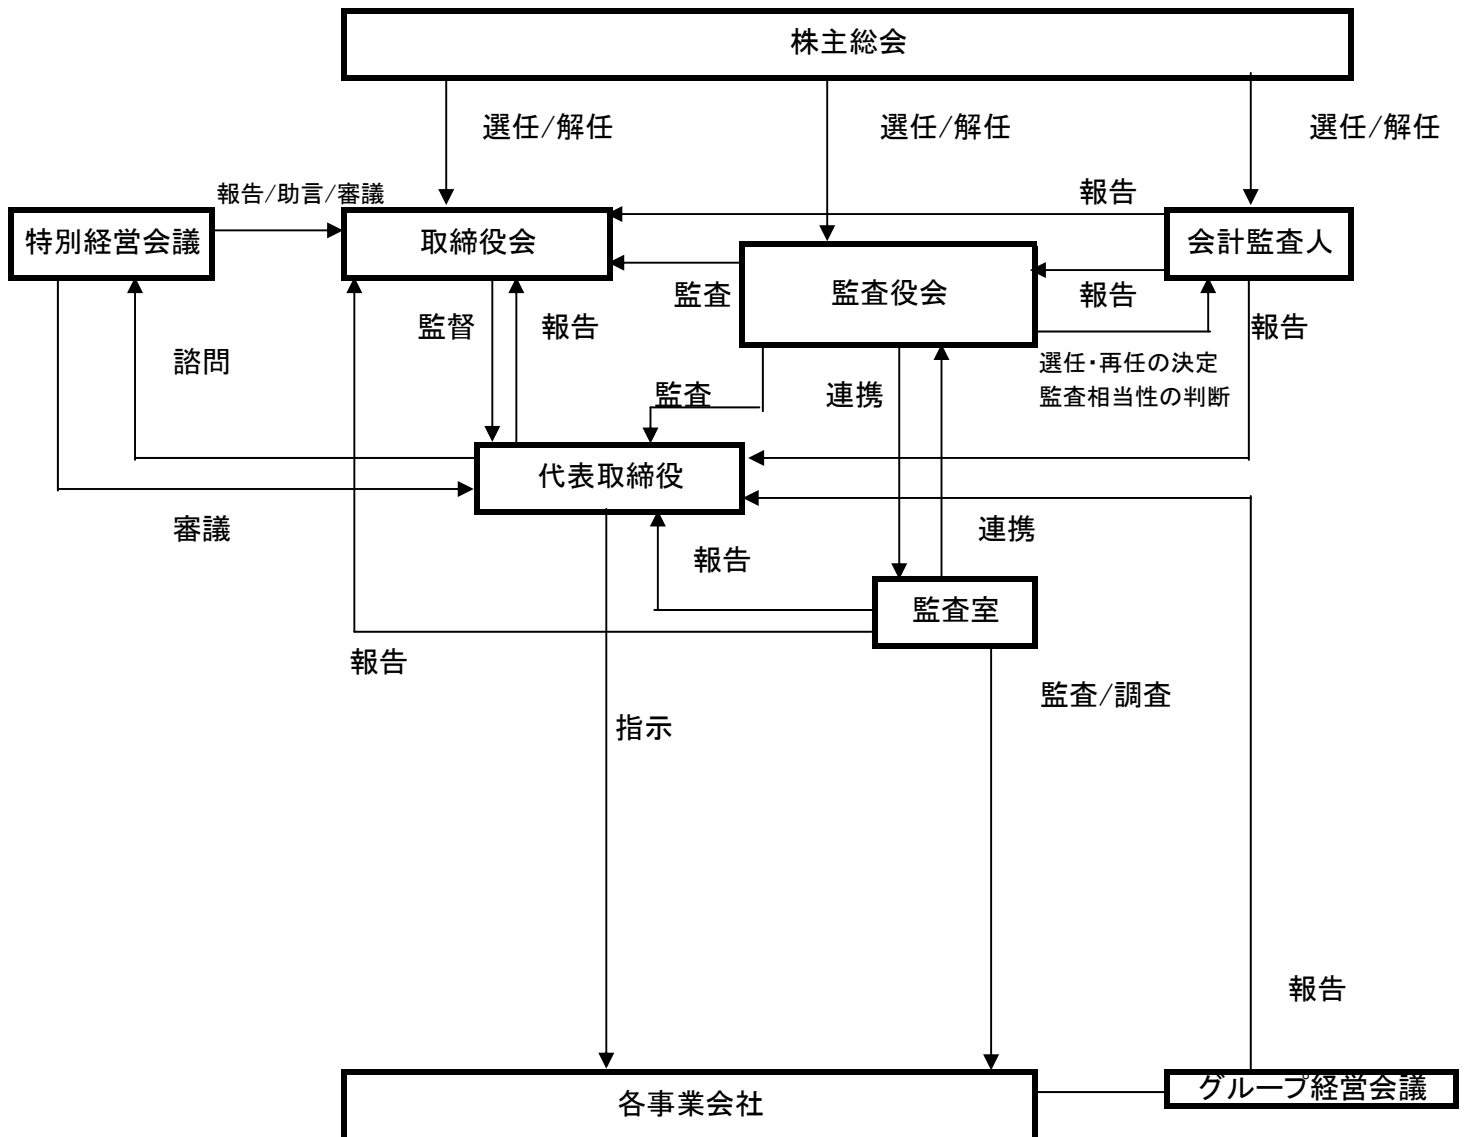 株主総会
選任/解任
選任/解任
選任/解任
報告/助言/審議
報告
特別経営会議
取締役会
会計監査人
監査役会
監査
報告
監督
報告
報告
諮問
選任・再任の決定
監査相当性の判断
監査
連携
代表取締役
審議
連携
報告
監査室
報告
監査/調査
指示
報告
グループ経営会議
各事業会社